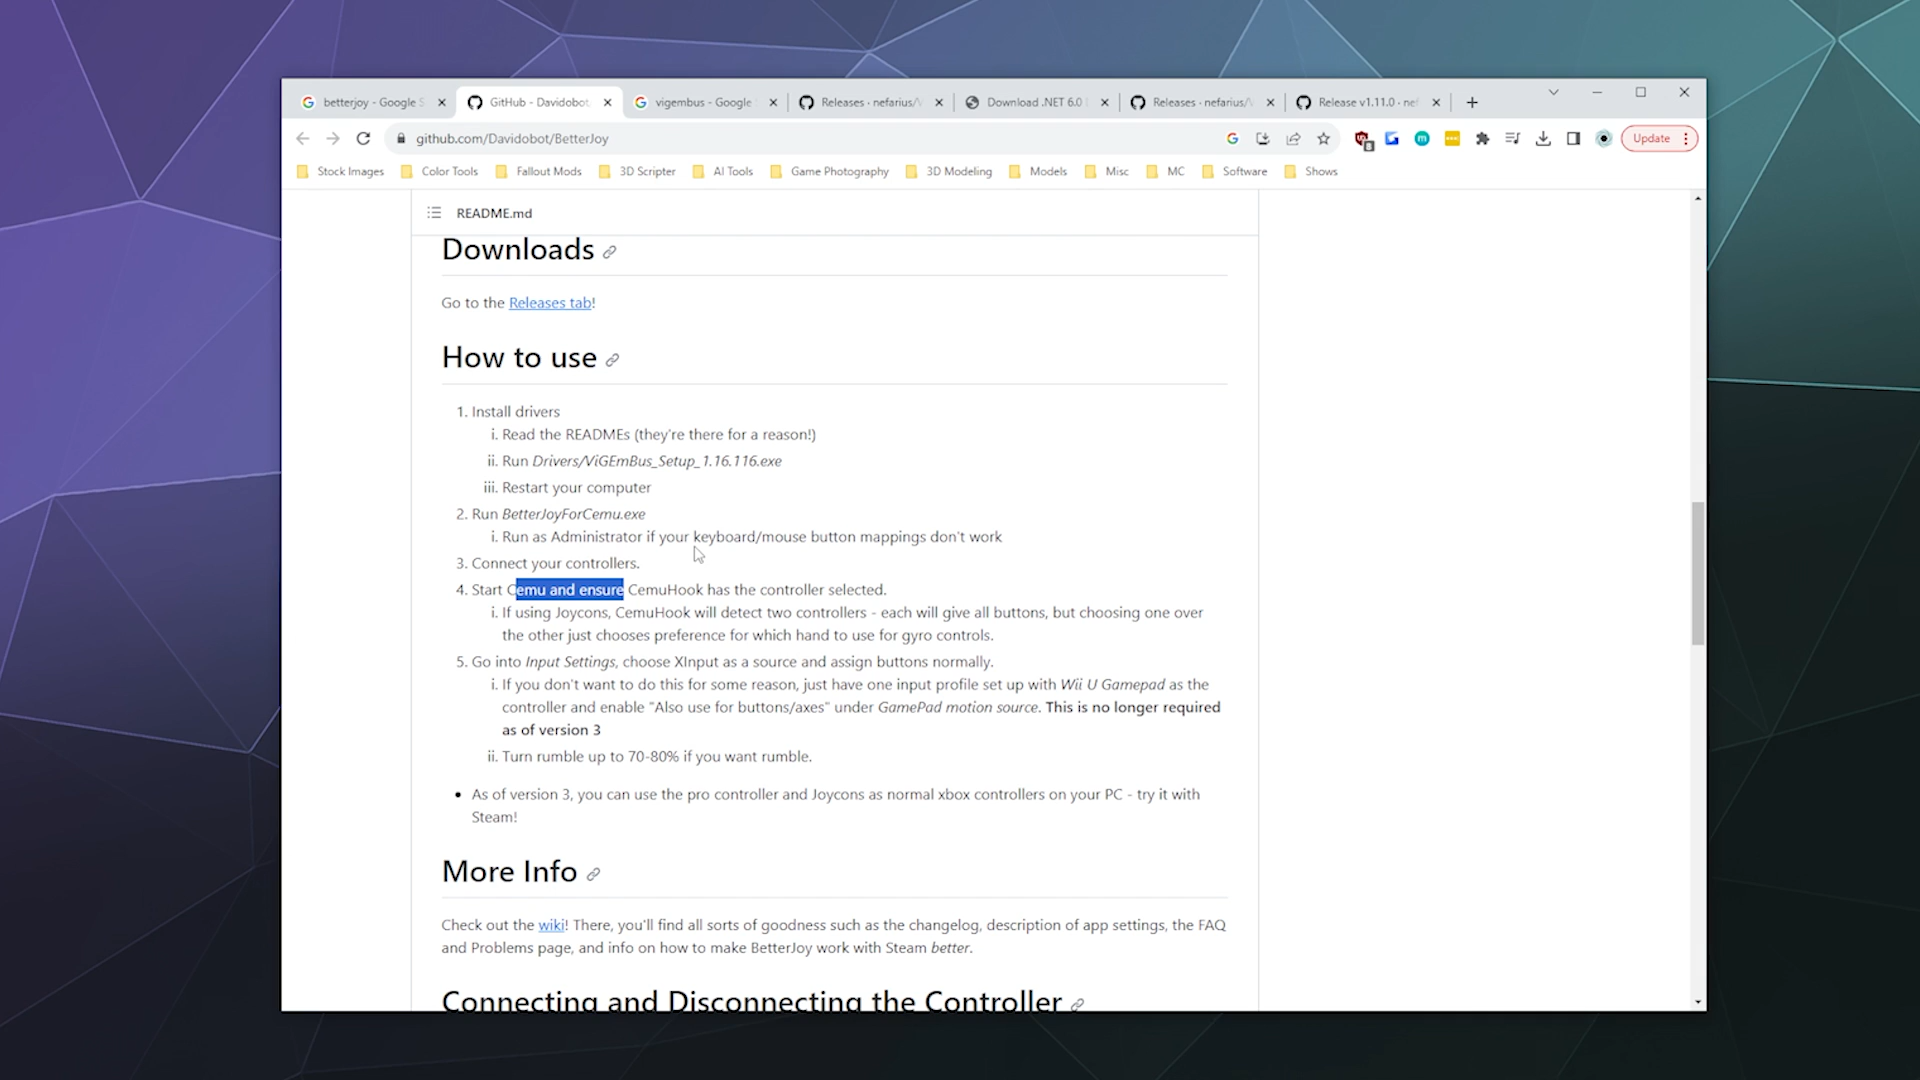 betterjoy - Google S
GitHub - Davidobot
vigembus - Google
Releases · nefarius/V
Download .NET 6.0
Releases · nefarius/V
Release v1.11.0 · nef
github.com/Davidobot/BetterJoy
Update
Stock Images
Color Tools
Fallout Mods
3D Scripter
AI Tools
Game Photography
3D Modeling
Models
Misc
MC
Software
Shows
README.md
Downloads
Go to the Releases tab!
How to use
1. Install drivers
i. Read the READMEs (they're there for a reason!)
ii. Run Drivers/ViGEmBus_Setup_1.16.116.exe
iii. Restart your computer
2. Run BetterJoyForCemu.exe
i. Run as Administrator if your keyboard/mouse button mappings don't work
3. Connect your controllers.
4. Start Cemu and ensure CemuHook has the controller selected.
i. If using Joycons, CemuHook will detect two controllers - each will give all buttons, but choosing one over
the other just chooses preference for which hand to use for gyro controls.
5. Go into Input Settings, choose XInput as a source and assign buttons normally.
i. If you don't want to do this for some reason, just have one input profile set up with Wii U Gamepad as the
controller and enable "Also use for buttons/axes" under GamePad motion source. This is no longer required
as of version 3
ii. Turn rumble up to 70-80% if you want rumble.
• As of version 3, you can use the pro controller and Joycons as normal xbox controllers on your PC - try it with
Steam!
More Info
Check out the wiki! There, you'll find all sorts of goodness such as the changelog, description of app settings, the FAQ
and Problems page, and info on how to make BetterJoy work with Steam better.
Connecting and Disconnecting the Controller